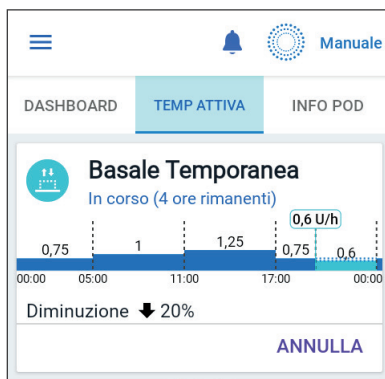 Manuale
DASHBOARD TEMP ATTIVA INFO POD
Basale Temporanea
In corso (4 ore rimanenti)
0,6 U/h
0,75 1 1,25 0,75 0,6
00:00 05:00 11:00 17:00 00:00
Diminuzione 20%
ANNULLA